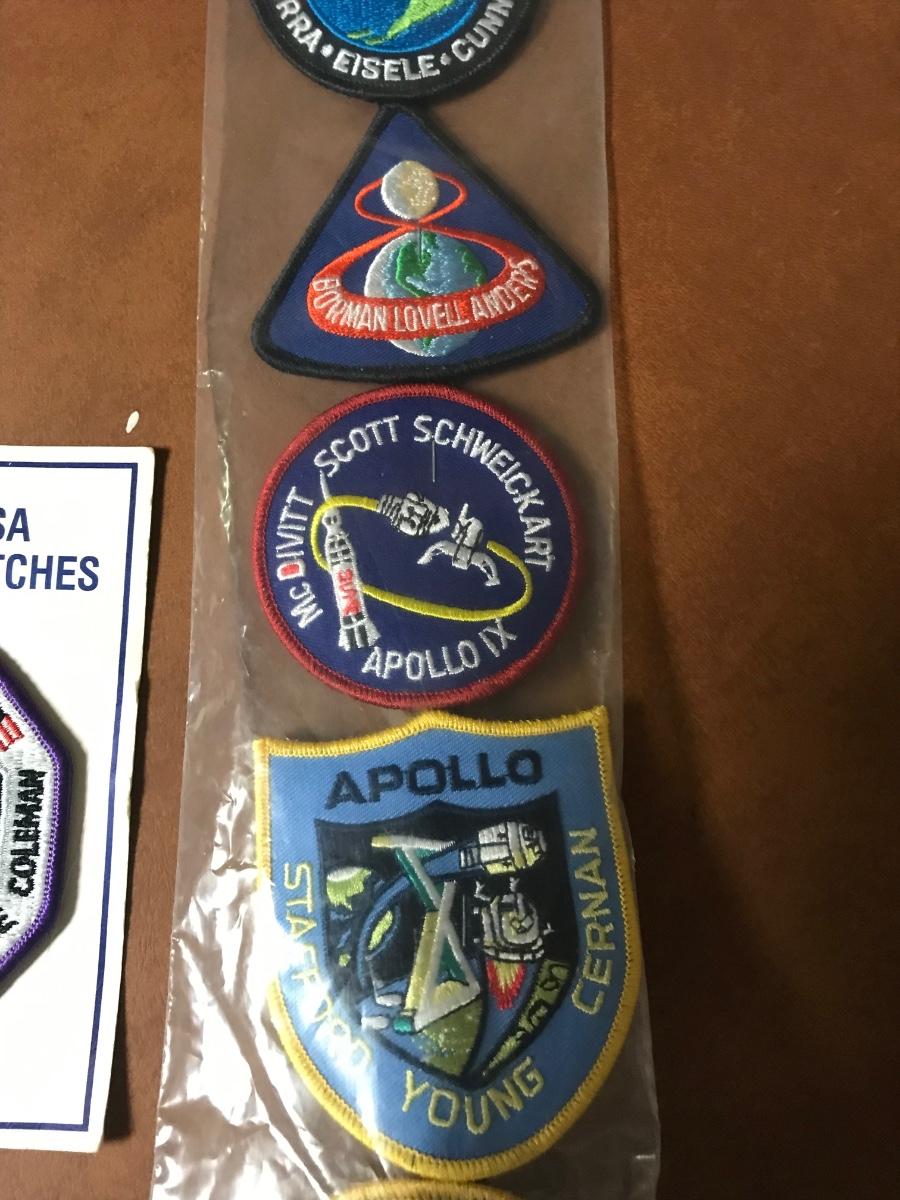 RRA • EISELE • CUNN
BORMAN LOVELL ANDERS
MCDIVITT SCOTT SCHWEICKART
APOLLO IX
APOLLO
STAFFORD YOUNG CERNAN
SA
TCHES
COLEMAN